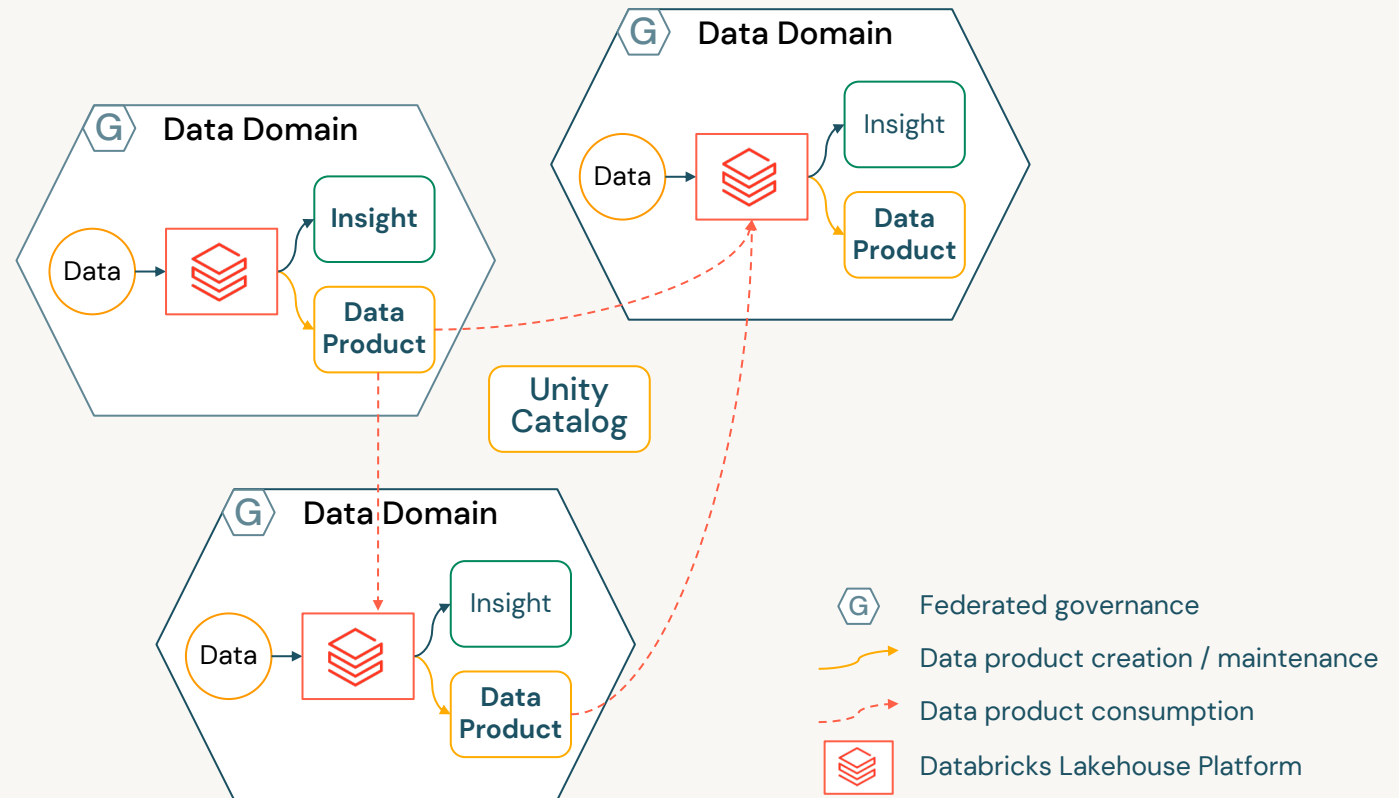 G Data Domain
Data
Insight
Data
Product
G Data Domain
Data
Insight
Data
Product
Unity
Catalog
G Data Domain
Data
Insight
Data
Product
G Federated governance
Data product creation / maintenance
Data product consumption
Databricks Lakehouse Platform